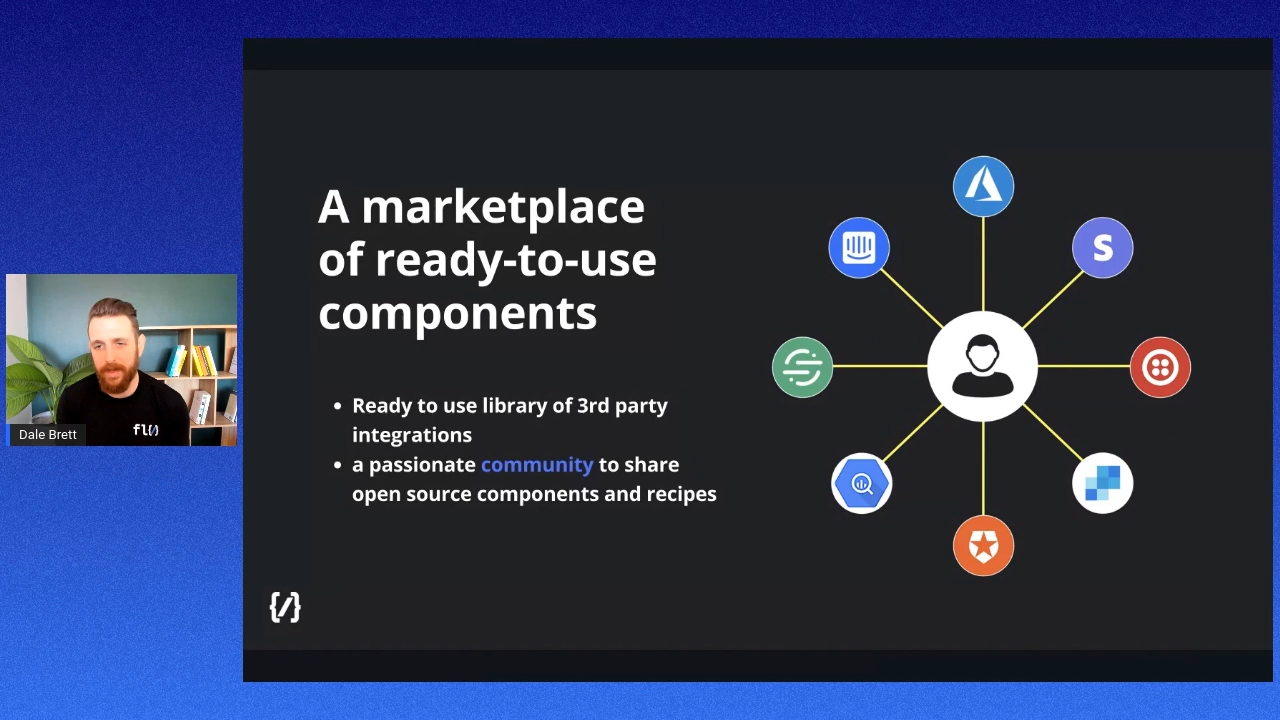 A marketplace
of ready-to-use
components
• Ready to use library of 3rd party
integrations
• a passionate community to share
open source components and recipes
{/}
S
Dale Brett